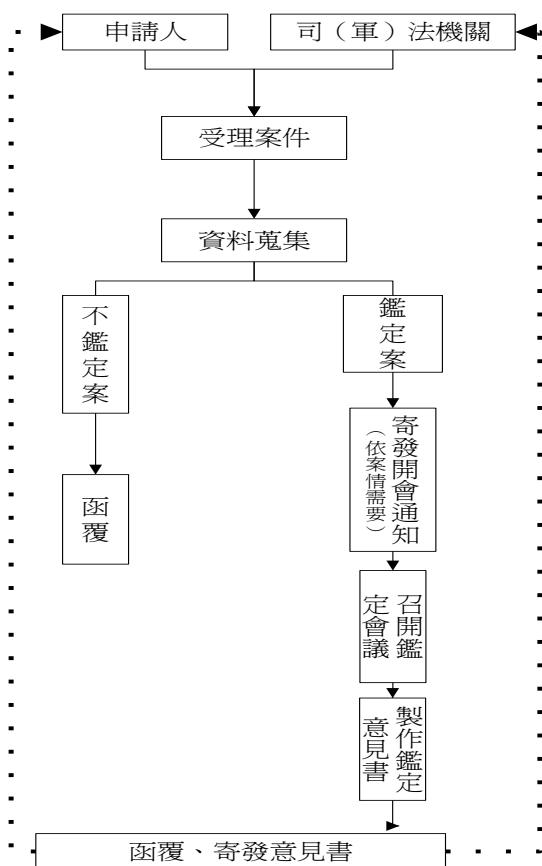 申請人
司（軍）法機關
受理案件
資料蒐集
不鑑定案
鑑定案
函覆
寄發開會通知
（依案情需要）
召開鑑
定會議
製作鑑定
意見書
函覆、寄發意見書